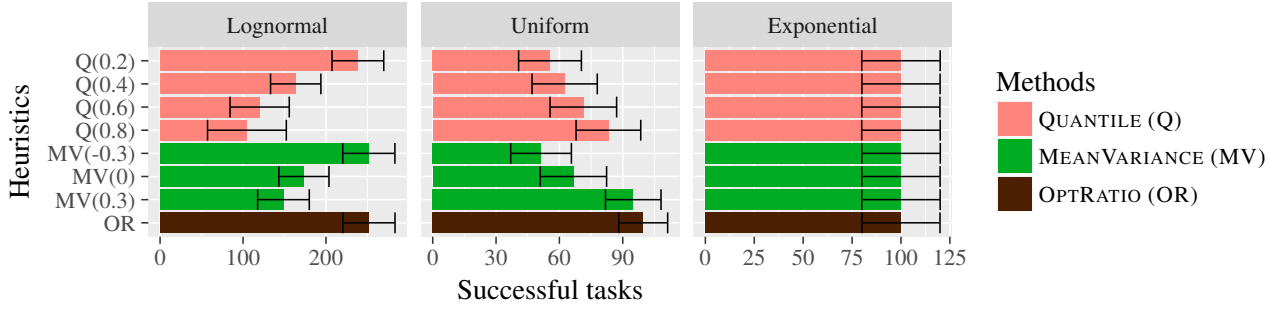 Lognormal
Uniform
Exponential
Heuristics
Q(0.2)
Q(0.4)
Q(0.6)
Q(0.8)
MV(-0.3)
MV(0)
MV(0.3)
OR
0 100 200
0 30 60 90
0 25 50 75 100 125
Successful tasks
Methods
QUANTILE (Q)
MEANVARIANCE (MV)
OPTRATIO (OR)